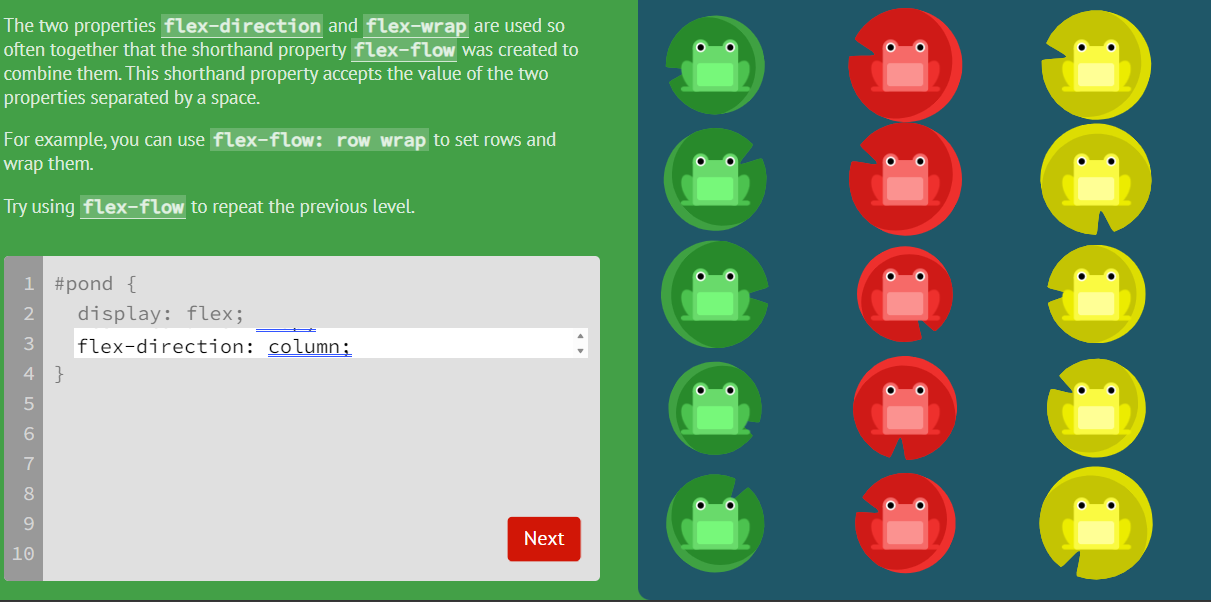 The two properties flex-direction and flex-wrap are used so
often together that the shorthand property flex-flow was created to
combine them. This shorthand property accepts the value of the two
properties separated by a space.
For example, you can use flex-flow: row wrap to set rows and
wrap them.
Try using flex-flow to repeat the previous level.
1 #pond {
2 display: flex;
3 flex-direction: column;
4 }
5
6
7
8
9
10
Next